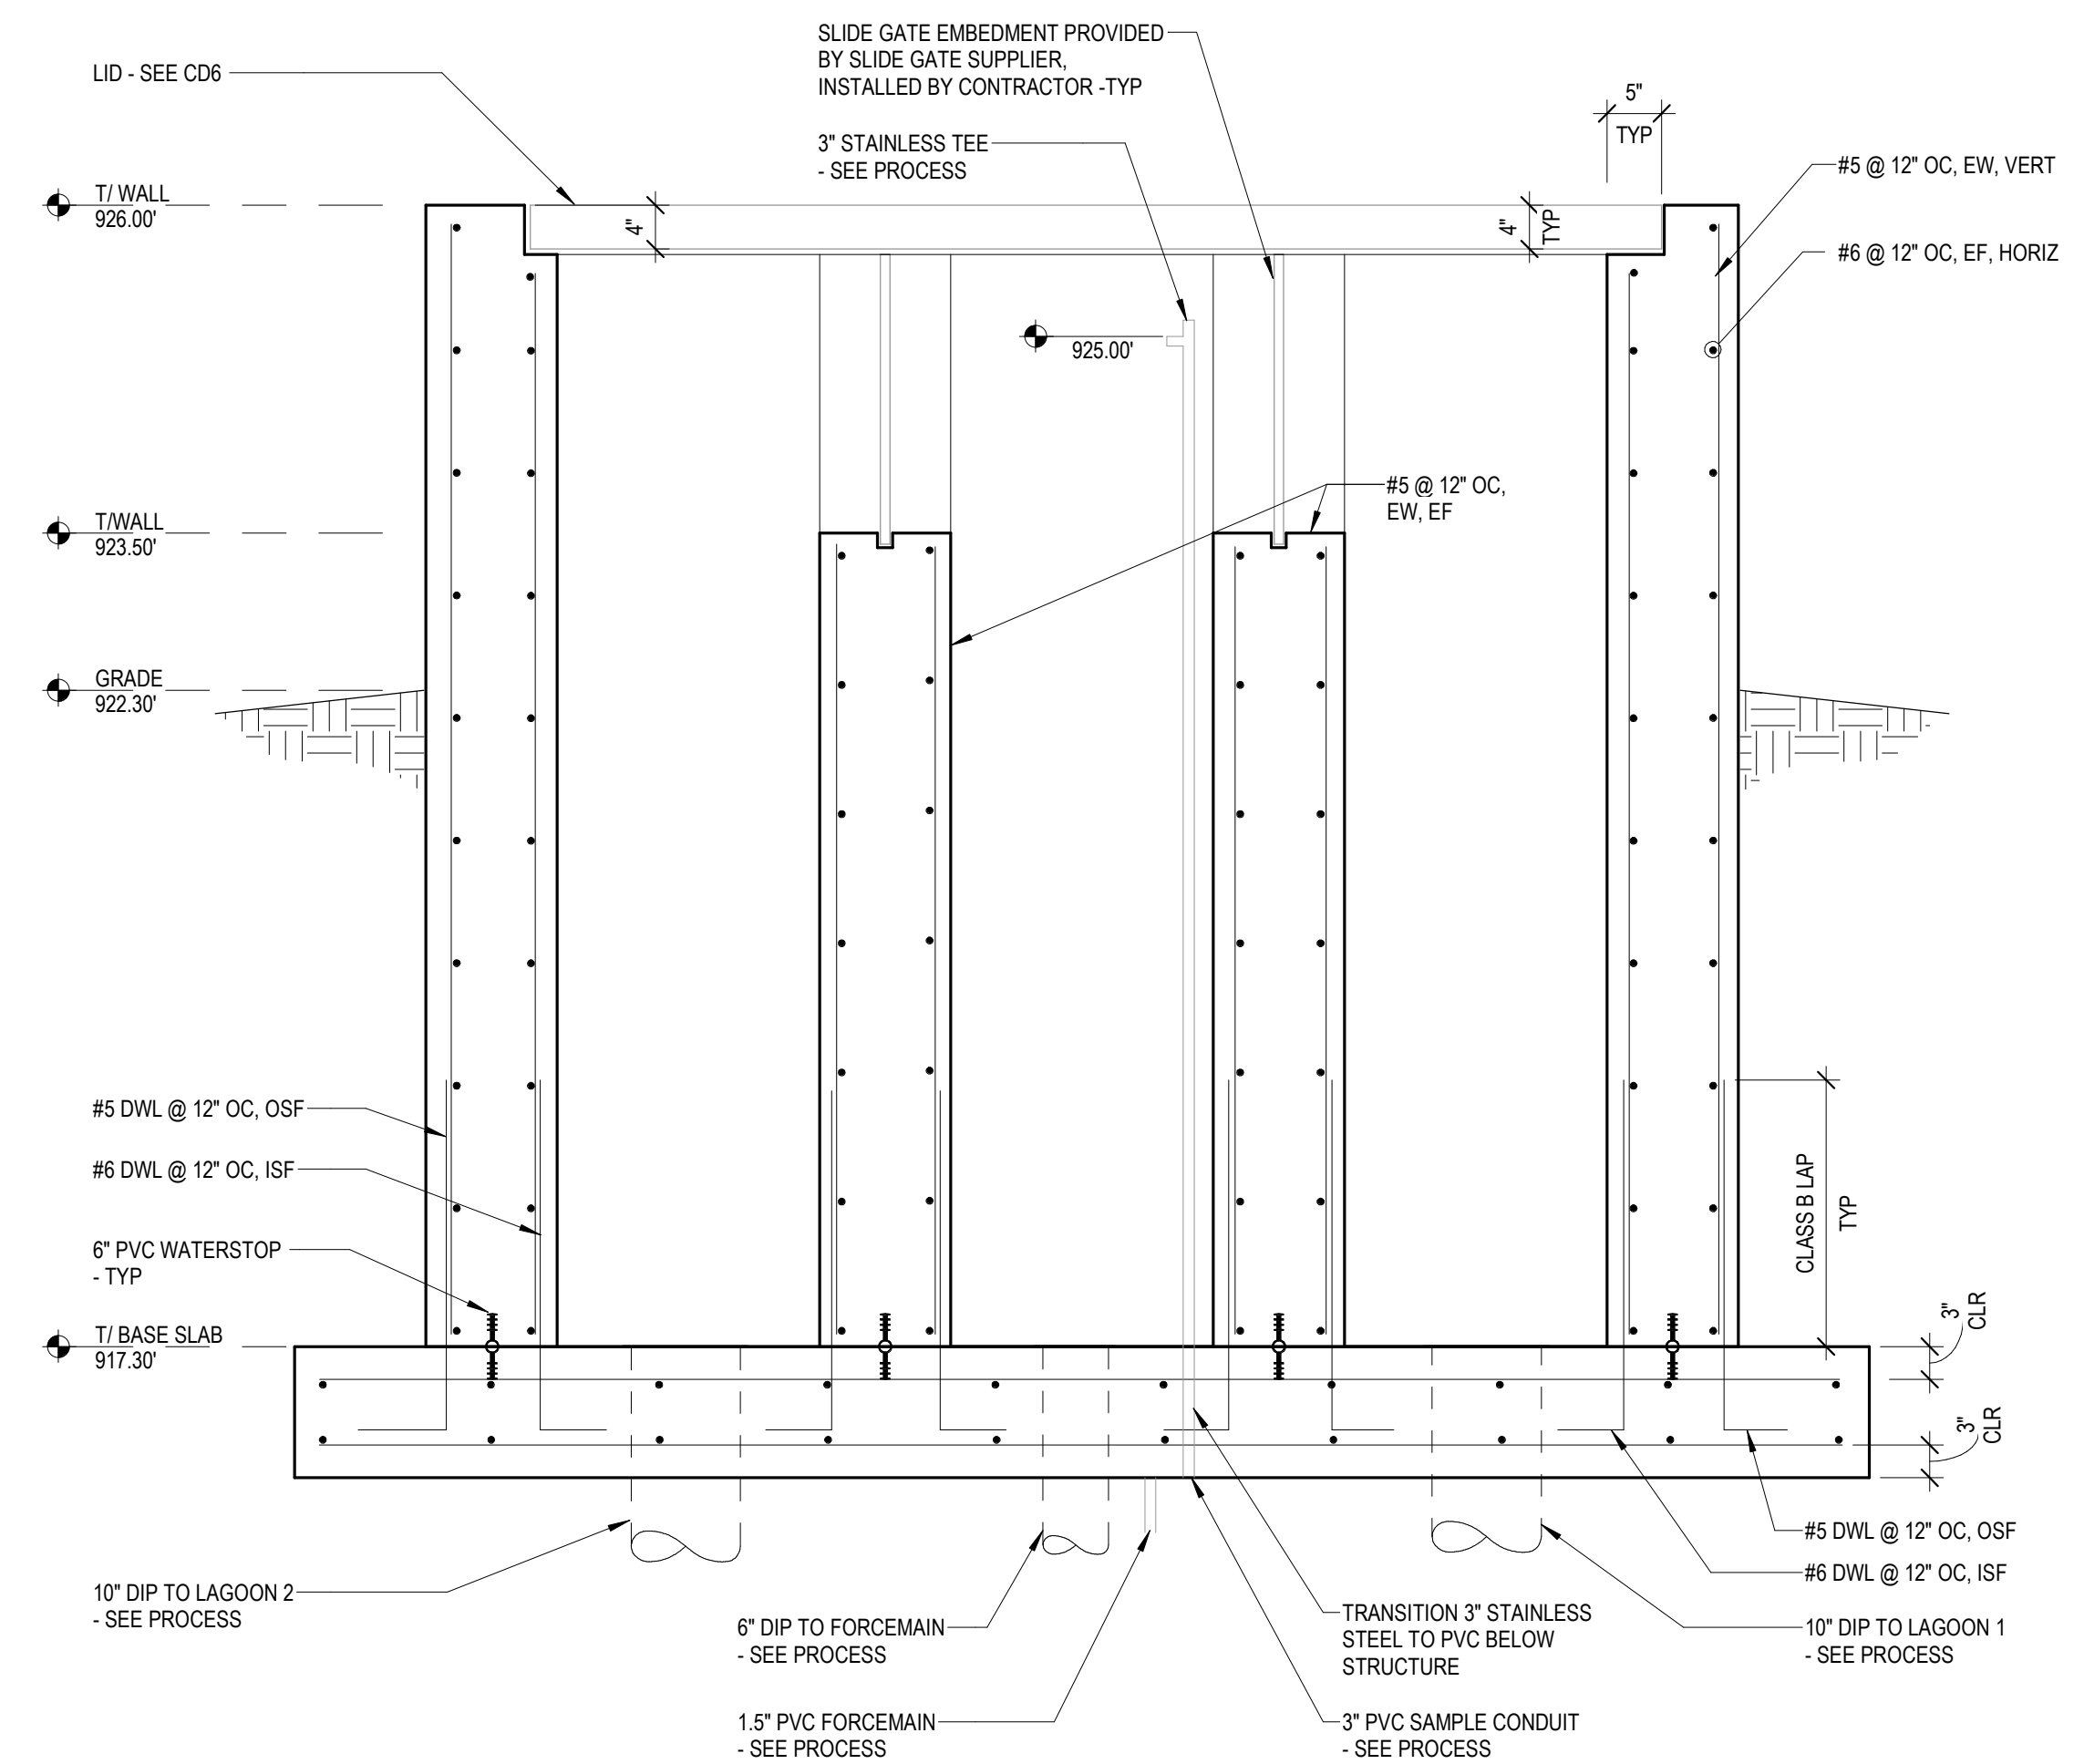 SLIDE GATE EMBEDMENT PROVIDED
BY SLIDE GATE SUPPLIER,
INSTALLED BY CONTRACTOR -TYP
LID - SEE CD6
5"
TYP
3" STAINLESS TEE
- SEE PROCESS
#5 @ 12" OC, EW, VERT
T/ WALL
926.00'
4"
4"
TYP
#6 @ 12" OC, EF, HORIZ
925.00'
#5 @ 12" OC,
EW, EF
T/WALL
923.50'
GRADE
922.30'
#5 DWL @ 12" OC, OSF
#6 DWL @ 12" OC, ISF
6" PVC WATERSTOP
- TYP
CLASS B LAP
TYP
T/ BASE SLAB
917.30'
3"
CLR
3"
CLR
#5 DWL @ 12" OC, OSF
#6 DWL @ 12" OC, ISF
10" DIP TO LAGOON 2
- SEE PROCESS
6" DIP TO FORCEMAIN
- SEE PROCESS
TRANSITION 3" STAINLESS
STEEL TO PVC BELOW
STRUCTURE
10" DIP TO LAGOON 1
- SEE PROCESS
1.5" PVC FORCEMAIN
- SEE PROCESS
3" PVC SAMPLE CONDUIT
- SEE PROCESS